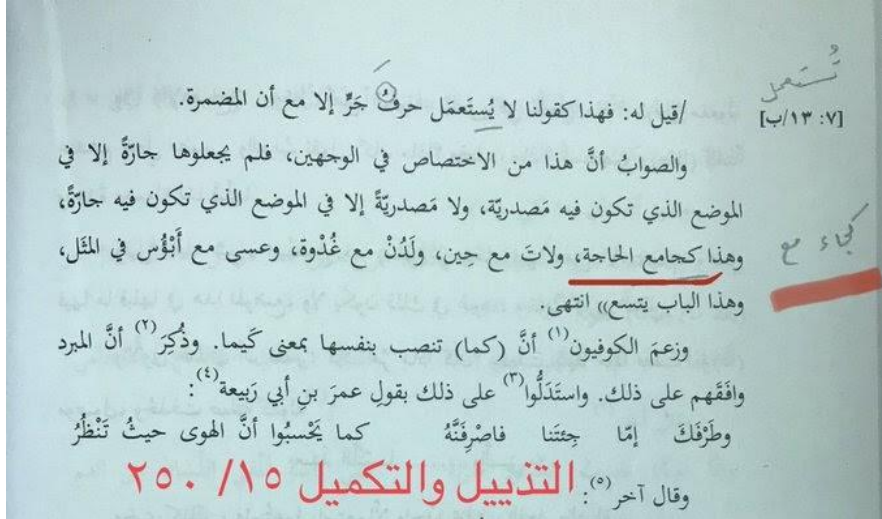 تُستعمل
/قيل له: فهذا كقولنا لا يُستَعمَل حرفُ جَرٍّ إلا مع أن المضمرة.
[٧: ١٣/ب]
والصوابُ أنَّ هذا من الاختصاص في الوجهين، فلم يجعلوها جارّةً إلا في
الموضع الذي تكون فيه مَصدريّة، ولا مَصدريّةً إلا في الموضع الذي تكون فيه جارّةً،
وهذا كجامع الحاجة، ولاتَ مع حِين، ولَدُنْ مع غُدْوة، وعسى مع أَبْؤُس في المثَل،
كجاء مع
وهذا الباب يتسع» انتهى.
وزعمَ الكوفيون(١) أنَّ (كما) تنصب بنفسها بمعنى كَيما. وذُكِرَ(٢) أنَّ المبرد
وافَقَهم على ذلك. واستَدَلُّوا(٣) على ذلك بقولِ عمرَ بنِ أبي رَبيعة(٤):
وطَرْفَكَ إمّا جِئتَنا فاصْرِفَنَّهُ كما يَحْسِبُوا أنَّ الهوى حيثُ تَنْظُرُ
وقال آخر(٥):
التذييل والتكميل ١٥/ ٢٥٠